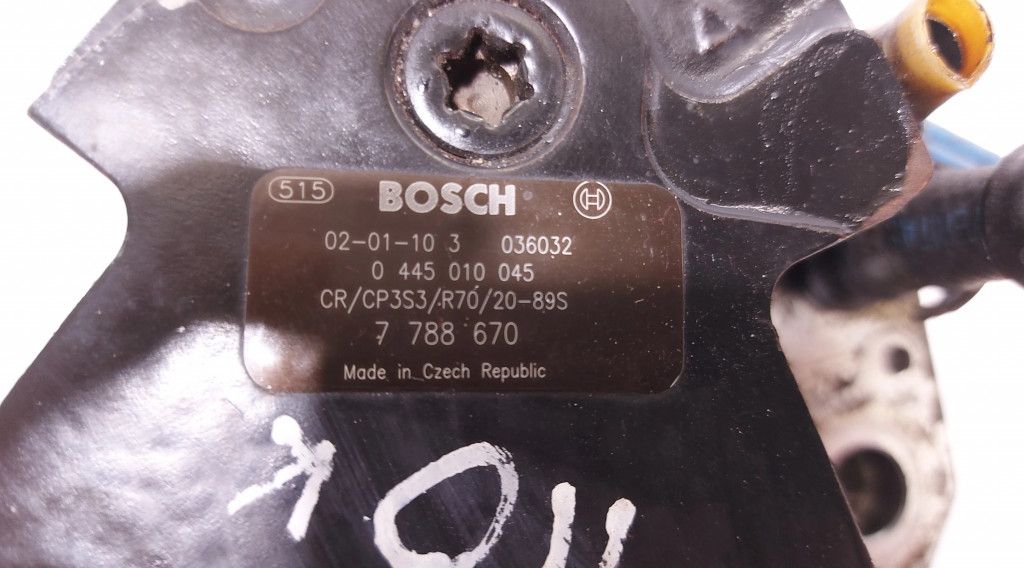 515 BOSCH H
02-01-10 3 036032
0 445 010 045
CR/CP3S3/R70/20-89S
7 788 670
Made in Czech Republic